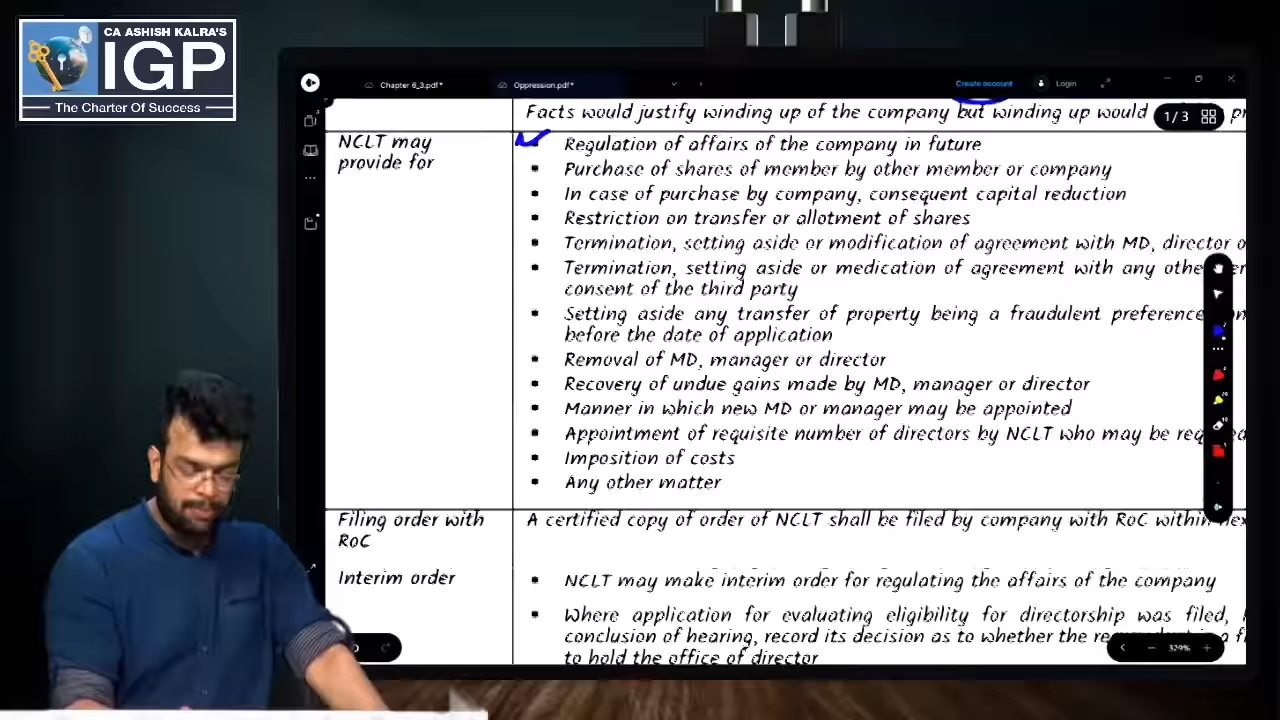 CA ASHISH KALRA'S
IGP
The Charter Of Success
Chapter 6_3.pdf*
Oppression.pdf*
Create account
Login
Facts would justify winding up of the company but winding up would
1 / 3
NCLT may
provide for
Regulation of affairs of the company in future
Purchase of shares of member by other member or company
In case of purchase by company, consequent capital reduction
Restriction on transfer or allotment of shares
Termination, setting aside or modification of agreement with MD, director
Termination, setting aside or medication of agreement with any
consent of the third party
Setting aside any transfer of property being a fraudulent preference
before the date of application
Removal of MD, manager or director
Recovery of undue gains made by MD, manager or director
Manner in which new MD or manager may be appointed
Appointment of requisite number of directors by NCLT who may be
Imposition of costs
Any other matter
Filing order with
RoC
A certified copy of order of NCLT shall be filed by company with RoC within
Interim order
NCLT may make interim order for regulating the affairs of the company
Where application for evaluating eligibility for directorship was filed,
conclusion of hearing, record its decision as to whether the
to hold the office of director
329%